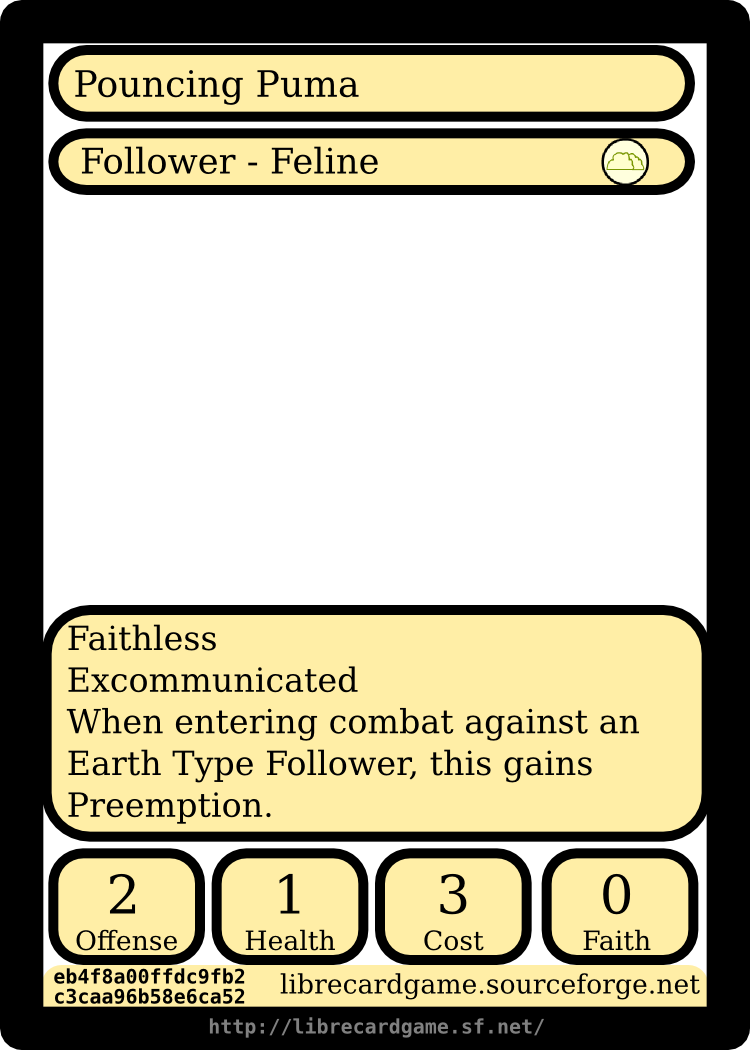 Pouncing Puma
Follower - Feline
Faithless
Excommunicated
When entering combat against an
Earth Type Follower, this gains
Preemption.
2 1 3 0
Offense Health Cost Faith
eb4f8a00ffdc9fb2
c3caa96b58e6ca52
librecardgame.sourceforge.net
http://librecardgame.sf.net/